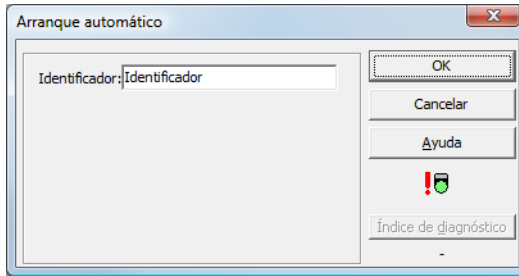 Arranque automático
Identificador: Identificador
OK
Cancelar
Ayuda
Índice de diagnóstico
-